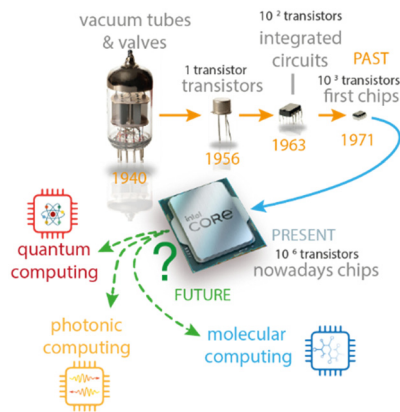 vacuum tubes
& valves
1940
1 transistor
transistors
1956
10 ² transistors
integrated
circuits
1963
PAST
10 ³ transistors
first chips
1971
intel
CORE
PRESENT
10 ⁶ transistors
nowadays chips
?
FUTURE
quantum
computing
photonic
computing
molecular
computing